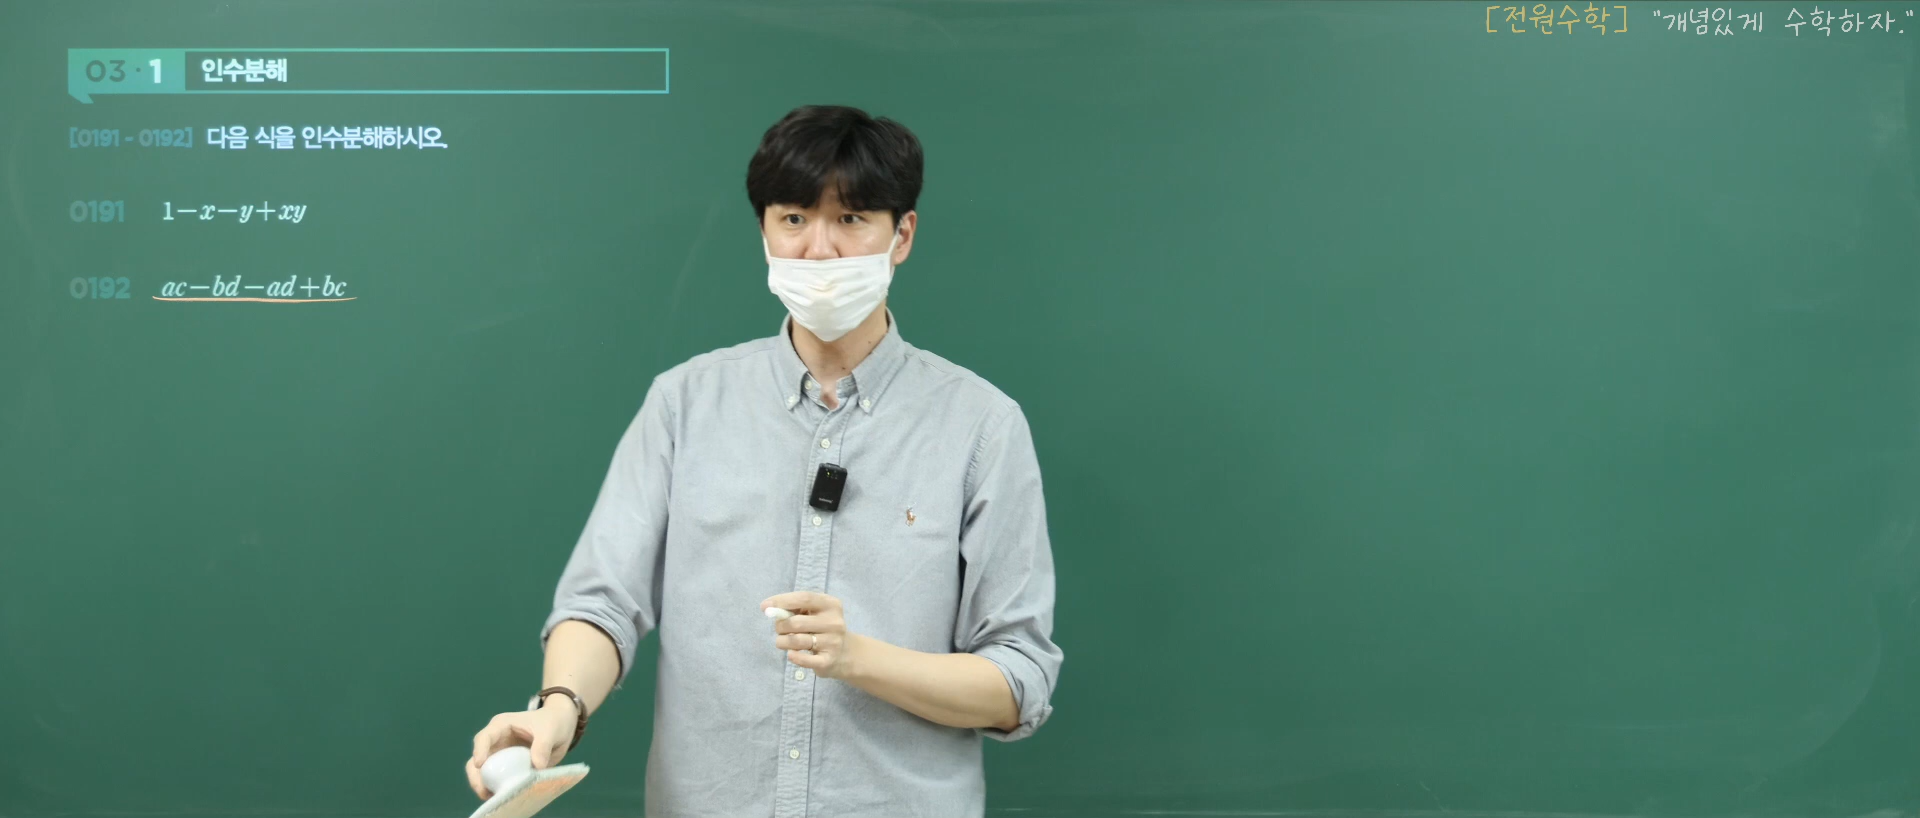 [전원수학] "개념있게 수학하자."
03·1 인수분해
[0191 - 0192] 다음 식을 인수분해하시오.
0191 1-x-y+xy
0192 ac-bd-ad+bc